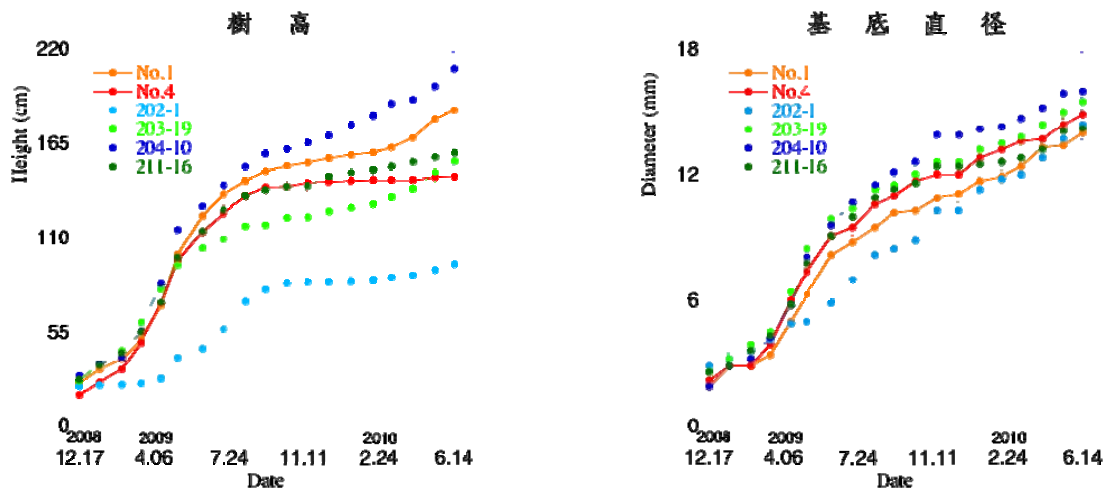 樹 高
220
165
110
55
0
Height (cm)
No.1
No.4
202-1
203-19
204-10
211-16
2008 2009 2010
12.17 4.06 7.24 11.11 2.24 6.14
Date
基 底 直 径
18
12
6
0
Diameter (mm)
No.1
No.4
202-1
203-19
204-10
211-16
2008 2009 2010
12.17 4.06 7.24 11.11 2.24 6.14
Date